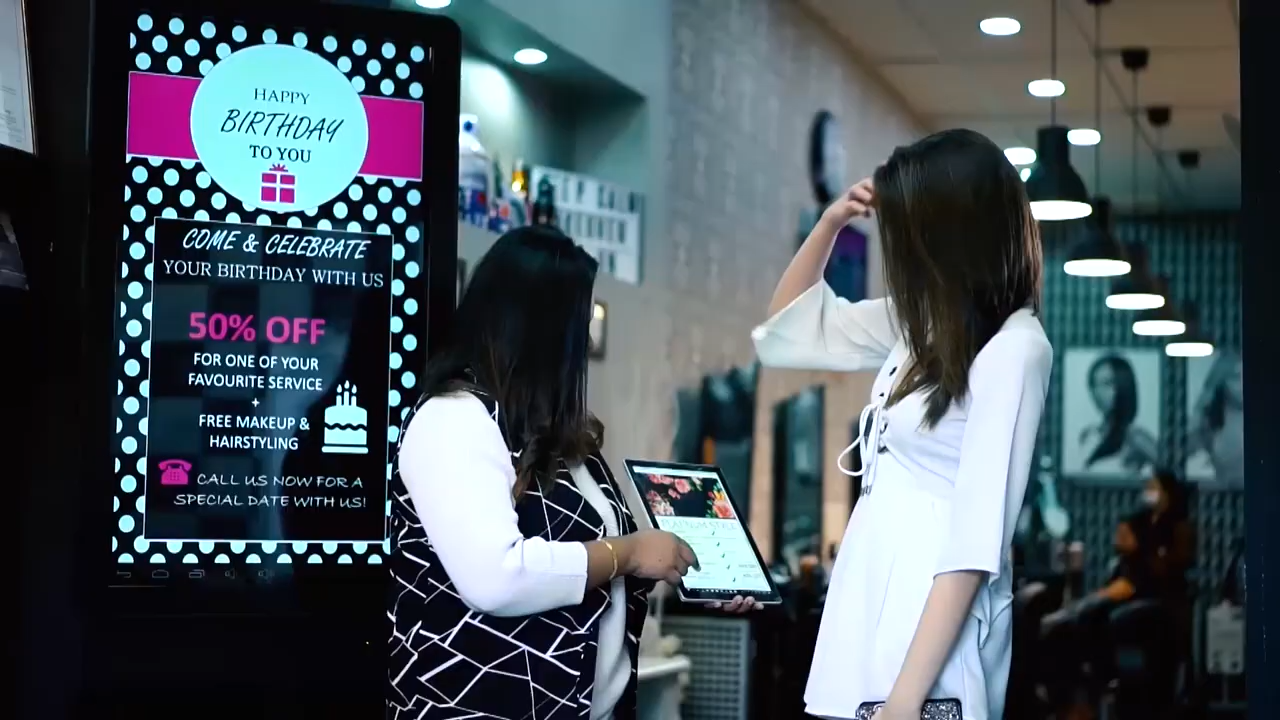 HAPPY
BIRTHDAY
TO YOU
COME & CELEBRATE
YOUR BIRTHDAY WITH US
50% OFF
FOR ONE OF YOUR
FAVOURITE SERVICE
+
FREE MAKEUP &
HAIRSTYLING
CALL US NOW FOR A
SPECIAL DATE WITH US!